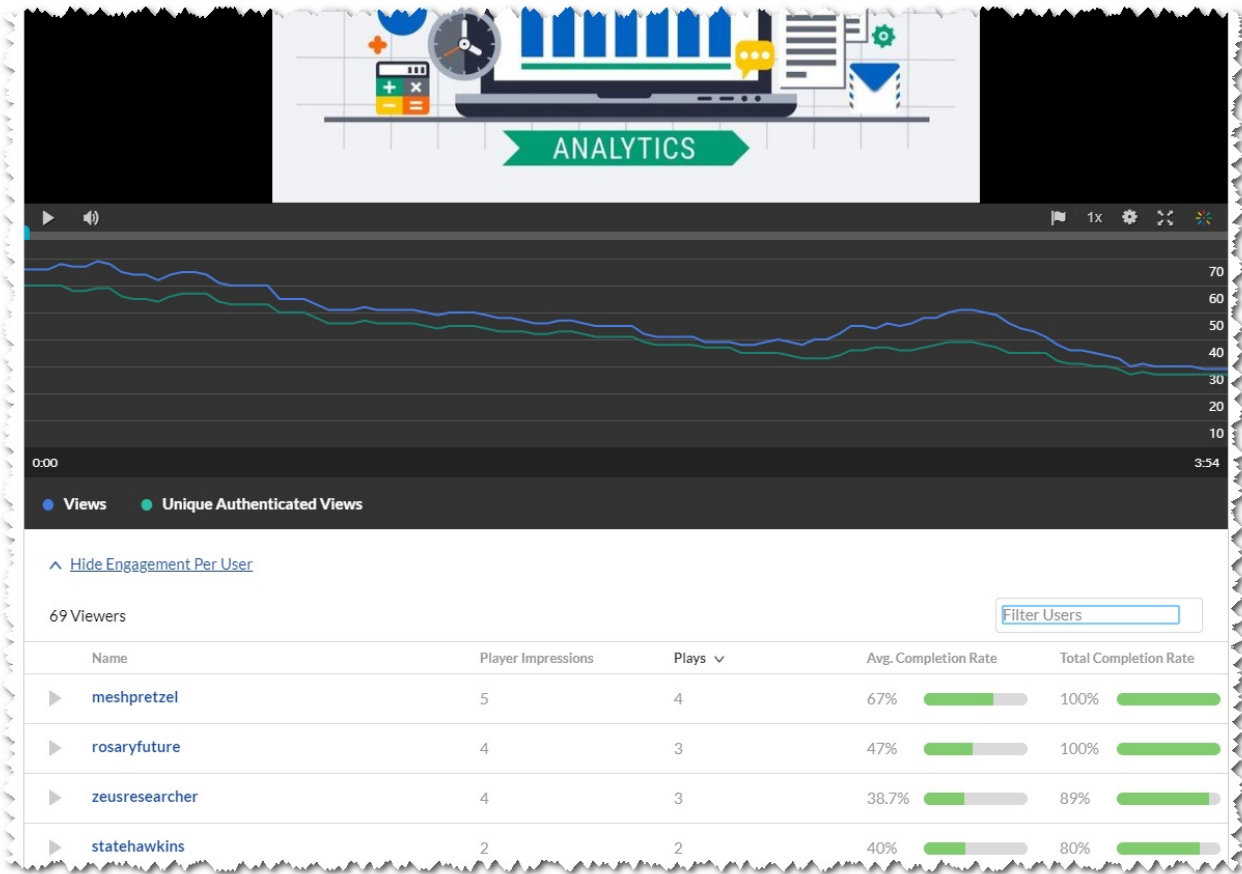 ANALYTICS
1x
70
60
50
40
30
20
10
0:00 3:54
Views Unique Authenticated Views
Hide Engagement Per User
69 Viewers Filter Users
Name Player Impressions Plays Avg. Completion Rate Total Completion Rate
meshpretzel 5 4 67% 100%
rosaryfuture 4 3 47% 100%
zeusresearcher 4 3 38.7% 89%
statehawkins 2 2 40% 80%